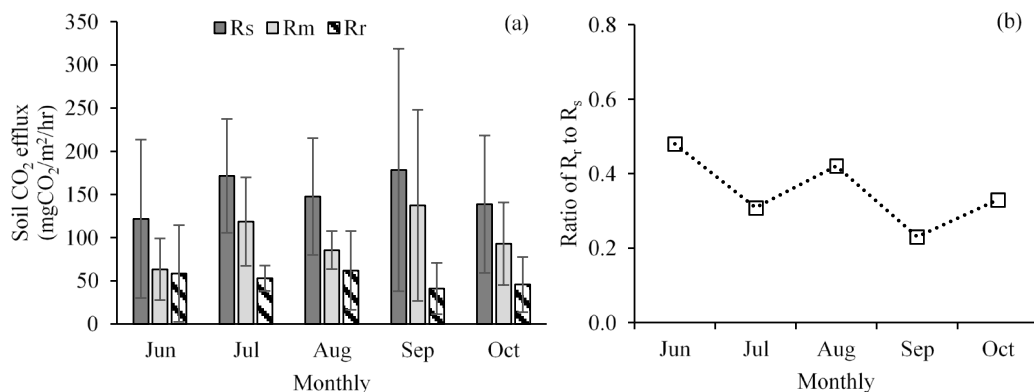 Rs Rm Rr
(a)
350
300
250
200
150
100
50
0
Soil CO₂ efflux
(mgCO₂/m²/hr)
Jun Jul Aug Sep Oct
Monthly
(b)
0.8
0.6
0.4
0.2
0.0
Ratio of Rᵣ to Rₛ
Jun Jul Aug Sep Oct
Monthly